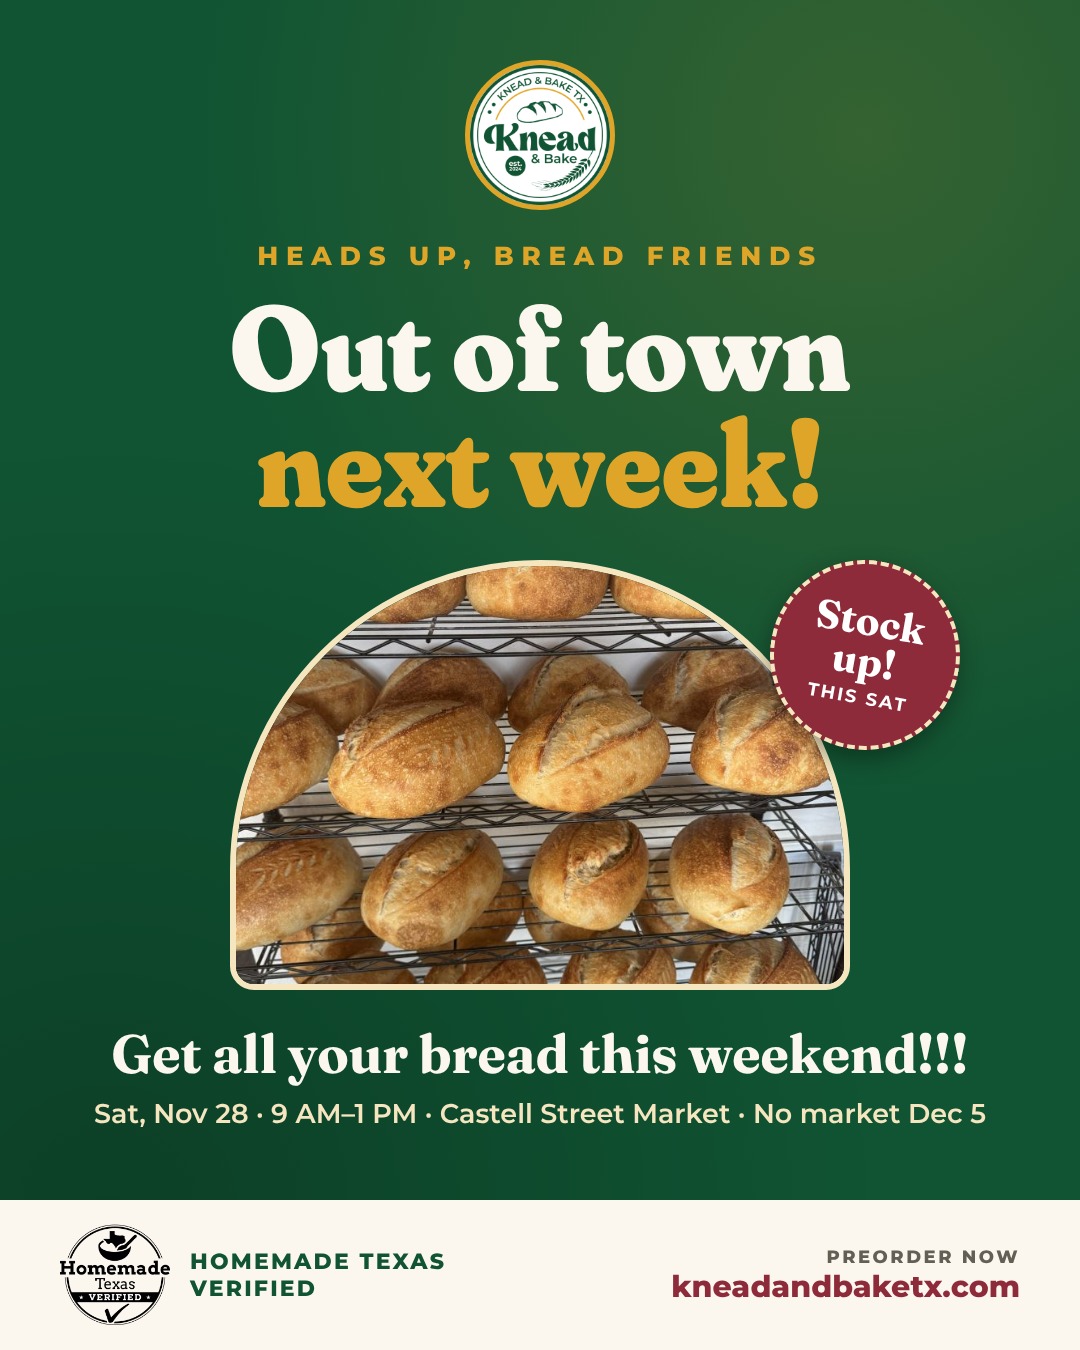 KNEAD & BAKE TX
Knead
& Bake
est.
2024
HEADS UP, BREAD FRIENDS
Out of town
next week!
Stock
up!
THIS SAT
Get all your bread this weekend!!!
Sat, Nov 28 · 9 AM–1 PM · Castell Street Market · No market Dec 5
Homemade
Texas
VERIFIED
HOMEMADE TEXAS
VERIFIED
PREORDER NOW
kneadandbaketx.com